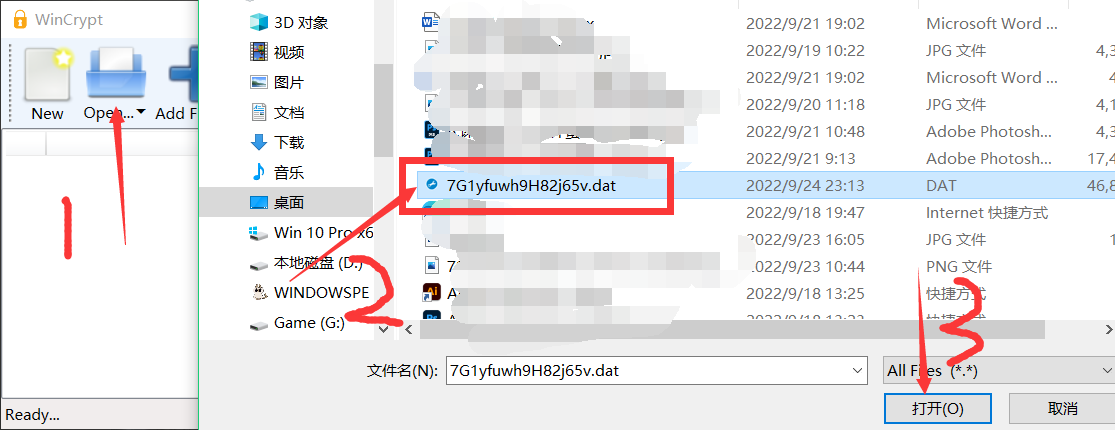 WinCrypt
New
Open...
Add F
Ready...
1
3D 对象
视频
图片
文档
下载
音乐
桌面
Win 10 Pro x6
本地磁盘 (D:)
WINDOWSPE
Game (G:)
2
2022/9/21 19:02 Microsoft Word ...
2022/9/19 10:22 JPG 文件 4,3
2022/9/21 19:02 Microsoft Word ...
2022/9/20 11:18 JPG 文件 4,1
2022/9/21 10:48 Adobe Photosh... 4,3
2022/9/21 9:13 Adobe Photosh... 17,4
7G1yfuwh9H82j65v.dat 2022/9/24 23:13 DAT 46,8
2022/9/18 19:47 Internet 快捷方式
2022/9/23 16:05 JPG 文件 1
2022/9/23 10:44 PNG 文件
2022/9/18 13:25 快捷方式
3
文件名(N): 7G1yfuwh9H82j65v.dat All Files (*.*)
打开(O) 取消